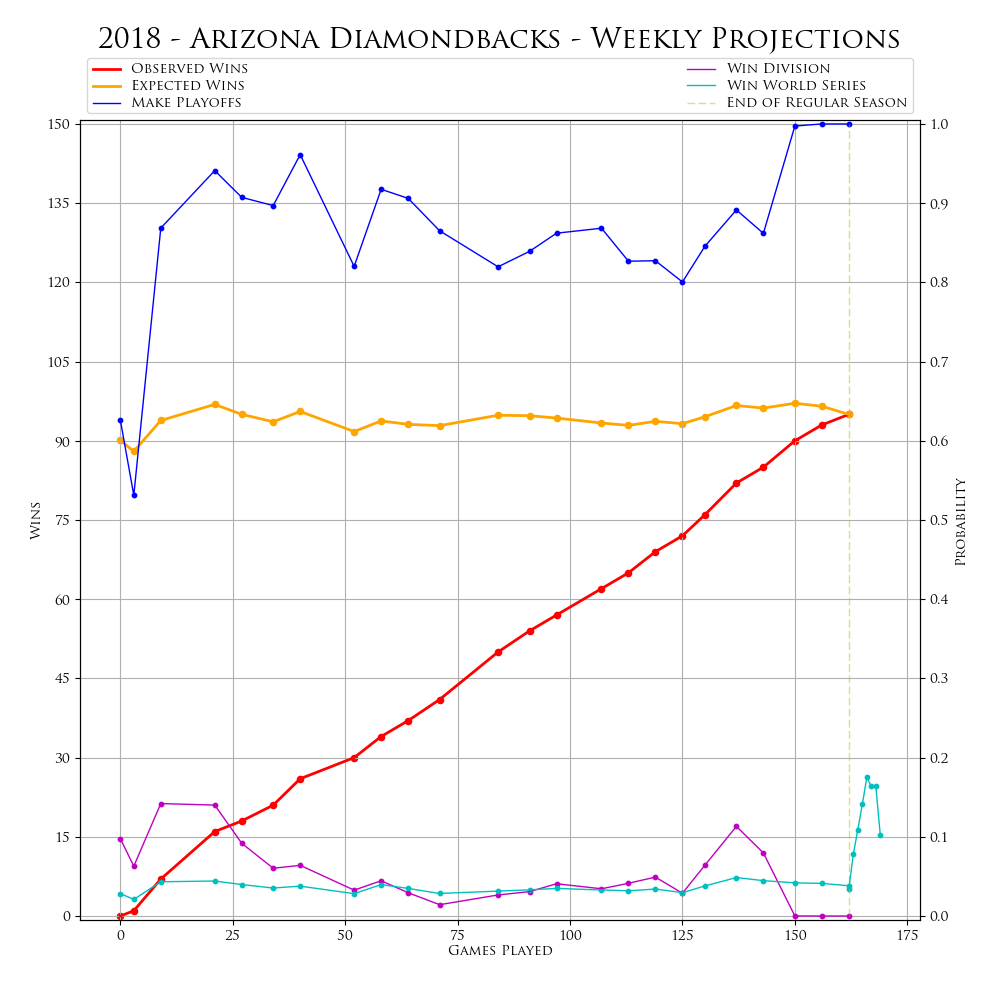 2018 - Arizona Diamondbacks - Weekly Projections
Observed Wins
Expected Wins
Make Playoffs
Win Division
Win World Series
End of Regular Season
150
135
120
105
90
75
60
45
30
15
0
Wins
1.0
0.9
0.8
0.7
0.6
0.5
0.4
0.3
0.2
0.1
0.0
Probability
0 25 50 75 100 125 150 175
Games Played